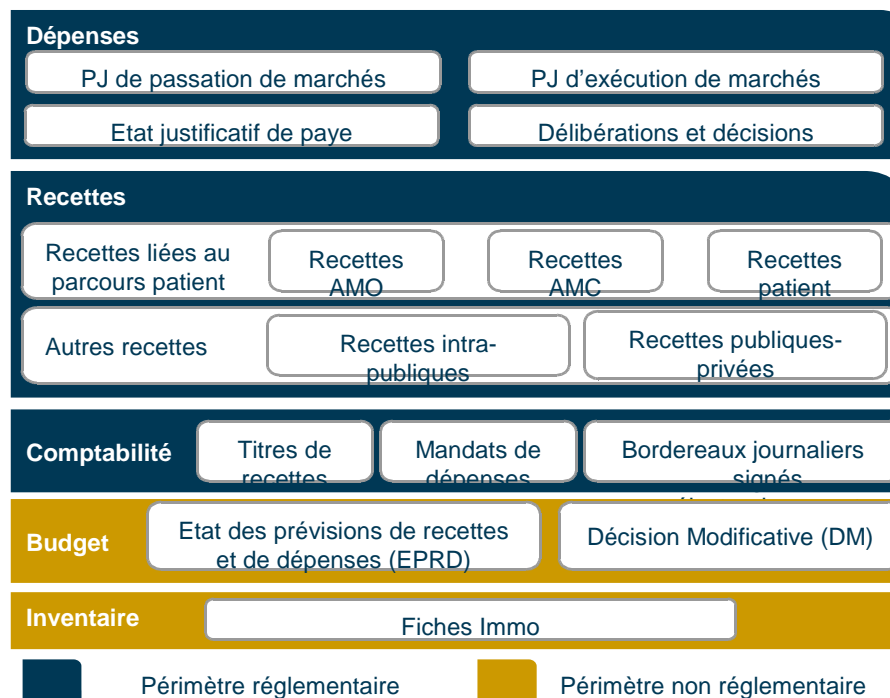 Dépenses
PJ de passation de marchés
PJ d'exécution de marchés
Etat justificatif de paye
Délibérations et décisions
Recettes
Recettes liées au
parcours patient
Recettes
AMO
Recettes
AMC
Recettes
patient
Autres recettes
Recettes intra-
publiques
Recettes publiques-
privées
Comptabilité
Titres de
recettes
Mandats de
dépenses
Bordereaux journaliers
signés
Budget
Etat des prévisions de recettes
et de dépenses (EPRD)
Décision Modificative (DM)
Inventaire
Fiches Immo
Périmètre réglementaire
Périmètre non réglementaire